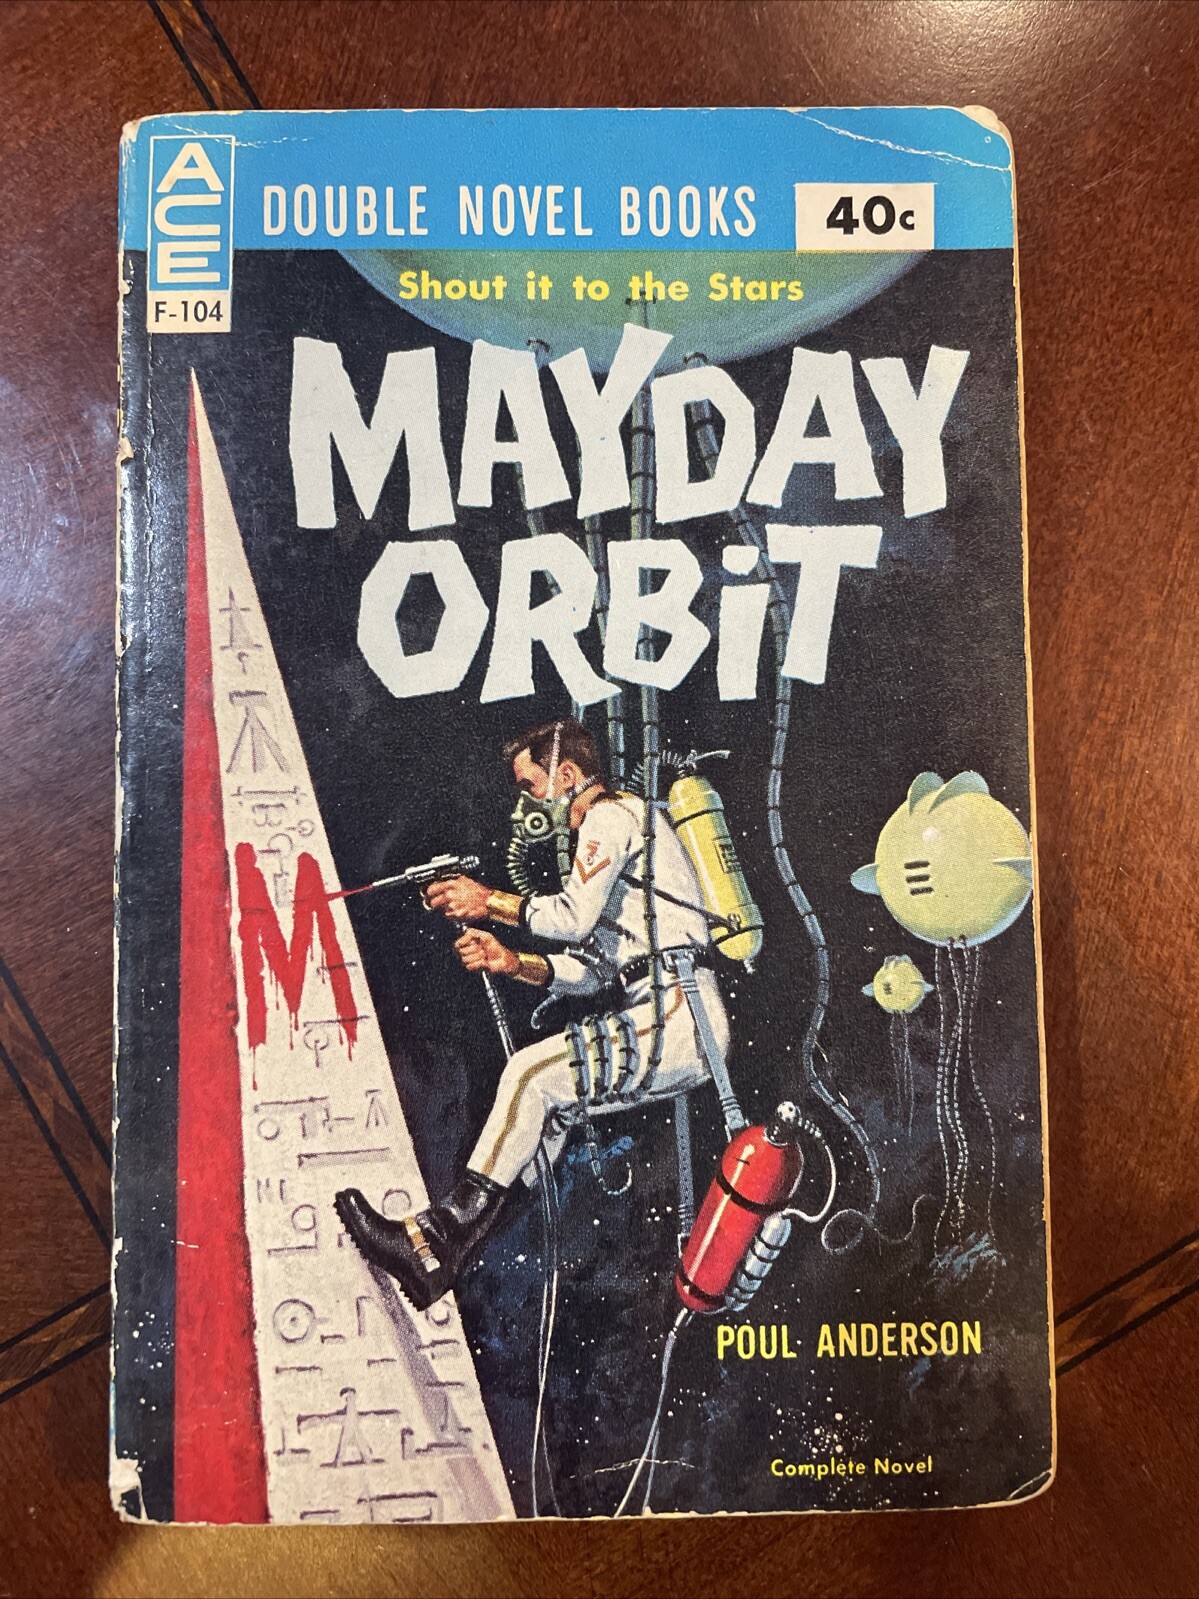 ACE
F-104
DOUBLE NOVEL BOOKS
40c
Shout it to the Stars
MAYDAY
ORBiT
M
POUL ANDERSON
Complete Novel